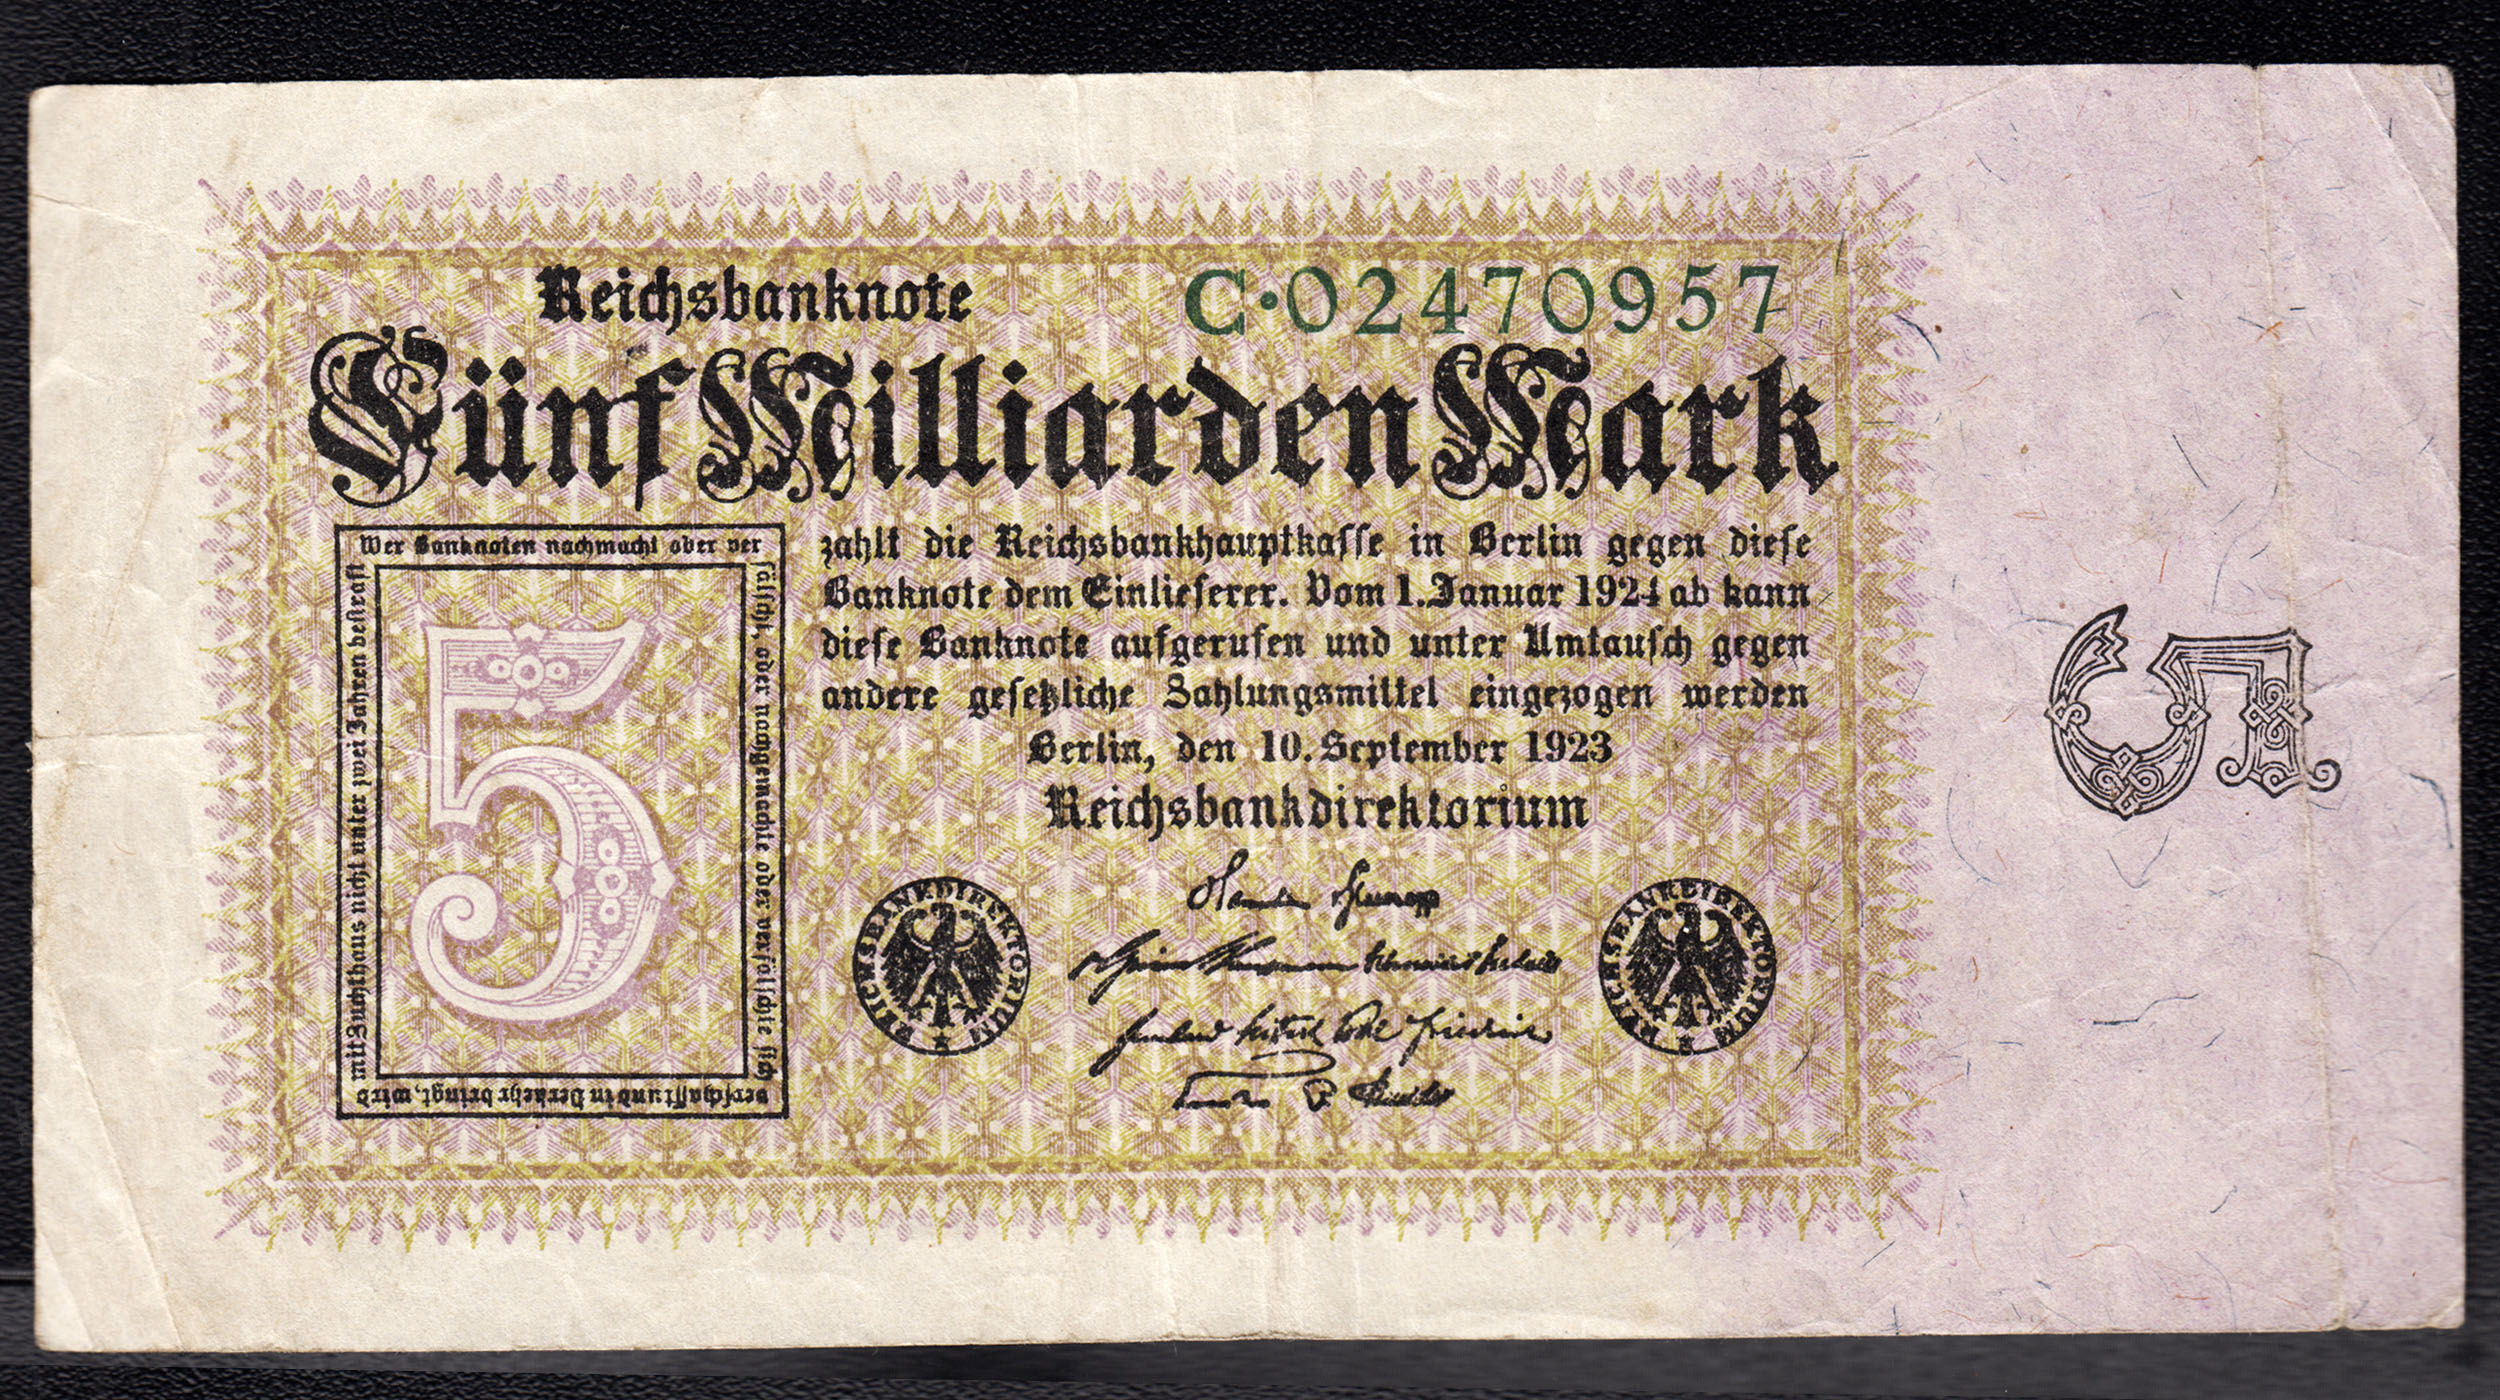 Reichsbanknote
C·02470957
Fünf Milliarden Mark
Wer Banknoten nachmacht oder ver
fälscht, oder nachgemachte oder verfälschte sich
verschafft und in Verkehr bringt, wird
mit Zuchthaus nicht unter zwei Jahren bestraft
5
zahlt die Reichsbankhauptkasse in Berlin gegen diese
Banknote dem Einlieferer. Vom 1. Januar 1924 ab kann
diese Banknote aufgerufen und unter Umtausch gegen
andere gesetzliche Zahlungsmittel eingezogen werden
Berlin, den 10. September 1923
Reichsbankdirektorium
REICHSBANKDIREKTORIUM
REICHSBANKDIREKTORIUM
5